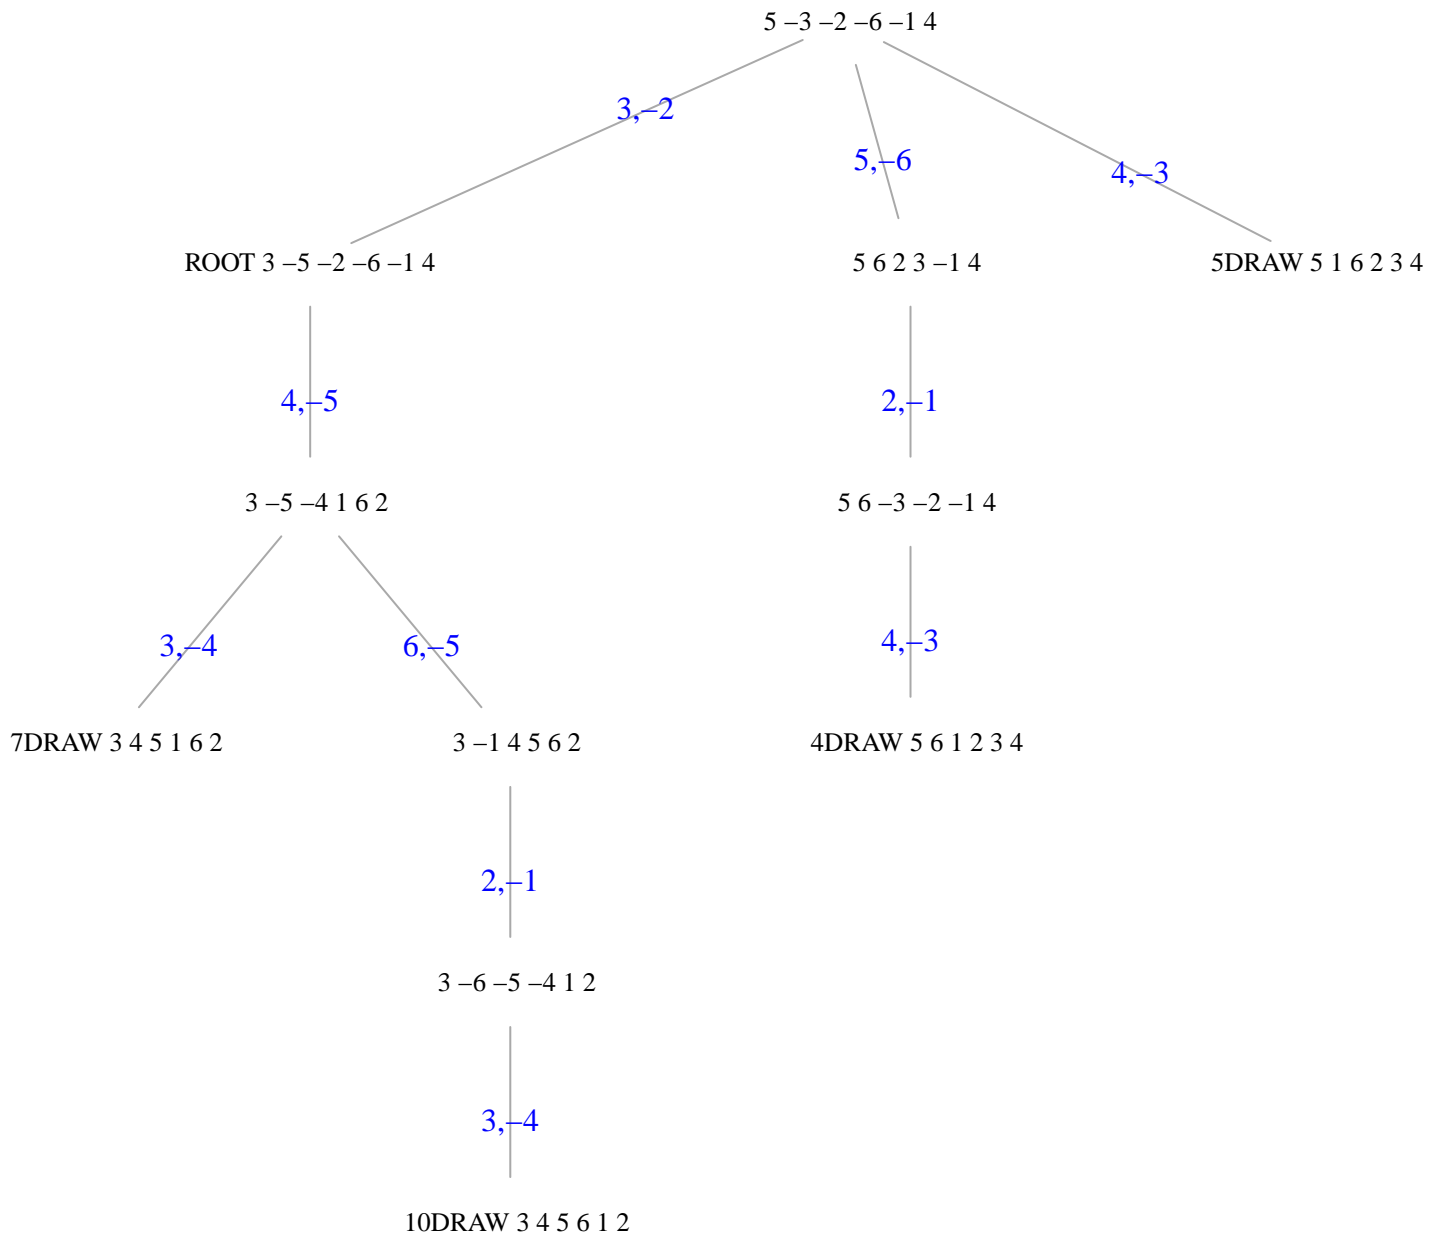 5 –3 –2 –6 –1 4
3,–2
5,–6
4,–3
ROOT 3 –5 –2 –6 –1 4
5 6 2 3 –1 4
5DRAW 5 1 6 2 3 4
4,–5
2,–1
3 –5 –4 1 6 2
5 6 –3 –2 –1 4
3,–4
6,–5
4,–3
7DRAW 3 4 5 1 6 2
3 –1 4 5 6 2
4DRAW 5 6 1 2 3 4
2,–1
3 –6 –5 –4 1 2
3,–4
10DRAW 3 4 5 6 1 2